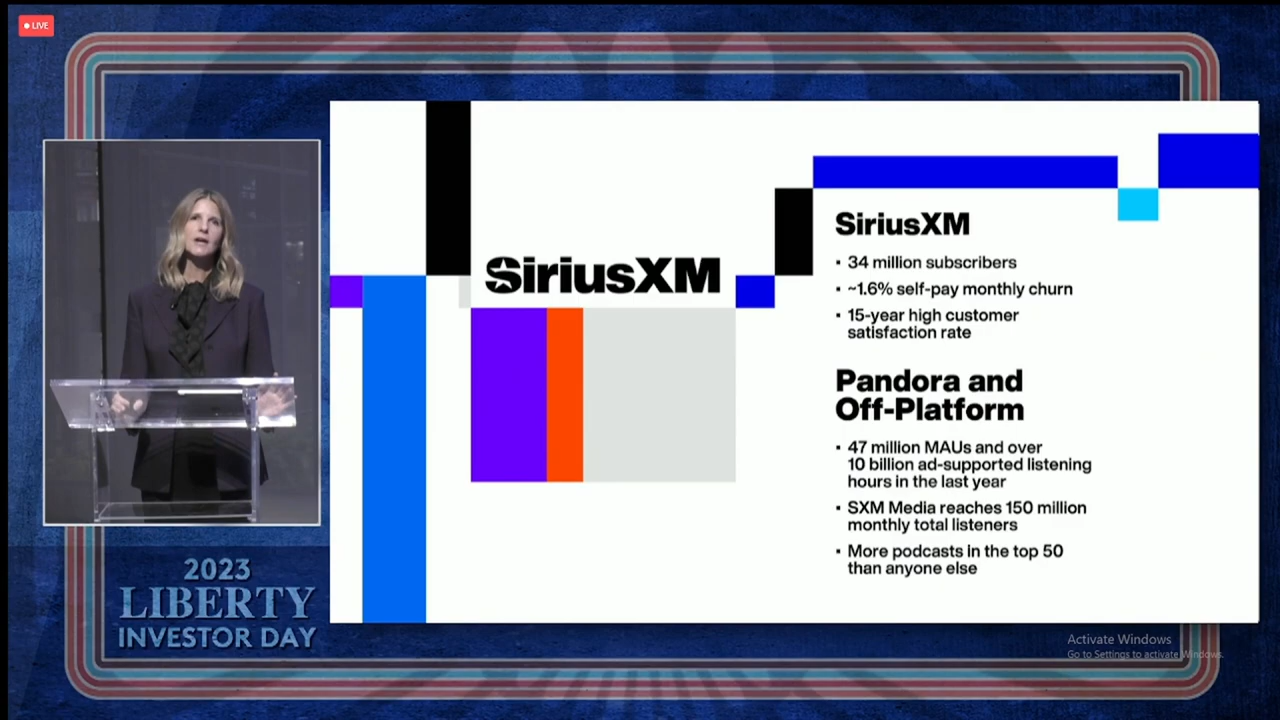 LIVE
SiriusXM
SiriusXM
34 million subscribers
~1.6% self-pay monthly churn
15-year high customer
satisfaction rate
Pandora and
Off-Platform
47 million MAUs and over
10 billion ad-supported listening
hours in the last year
SXM Media reaches 150 million
monthly total listeners
More podcasts in the top 50
than anyone else
2023
LIBERTY
INVESTOR DAY
Activate Windows
Go to Settings to activate Windows.